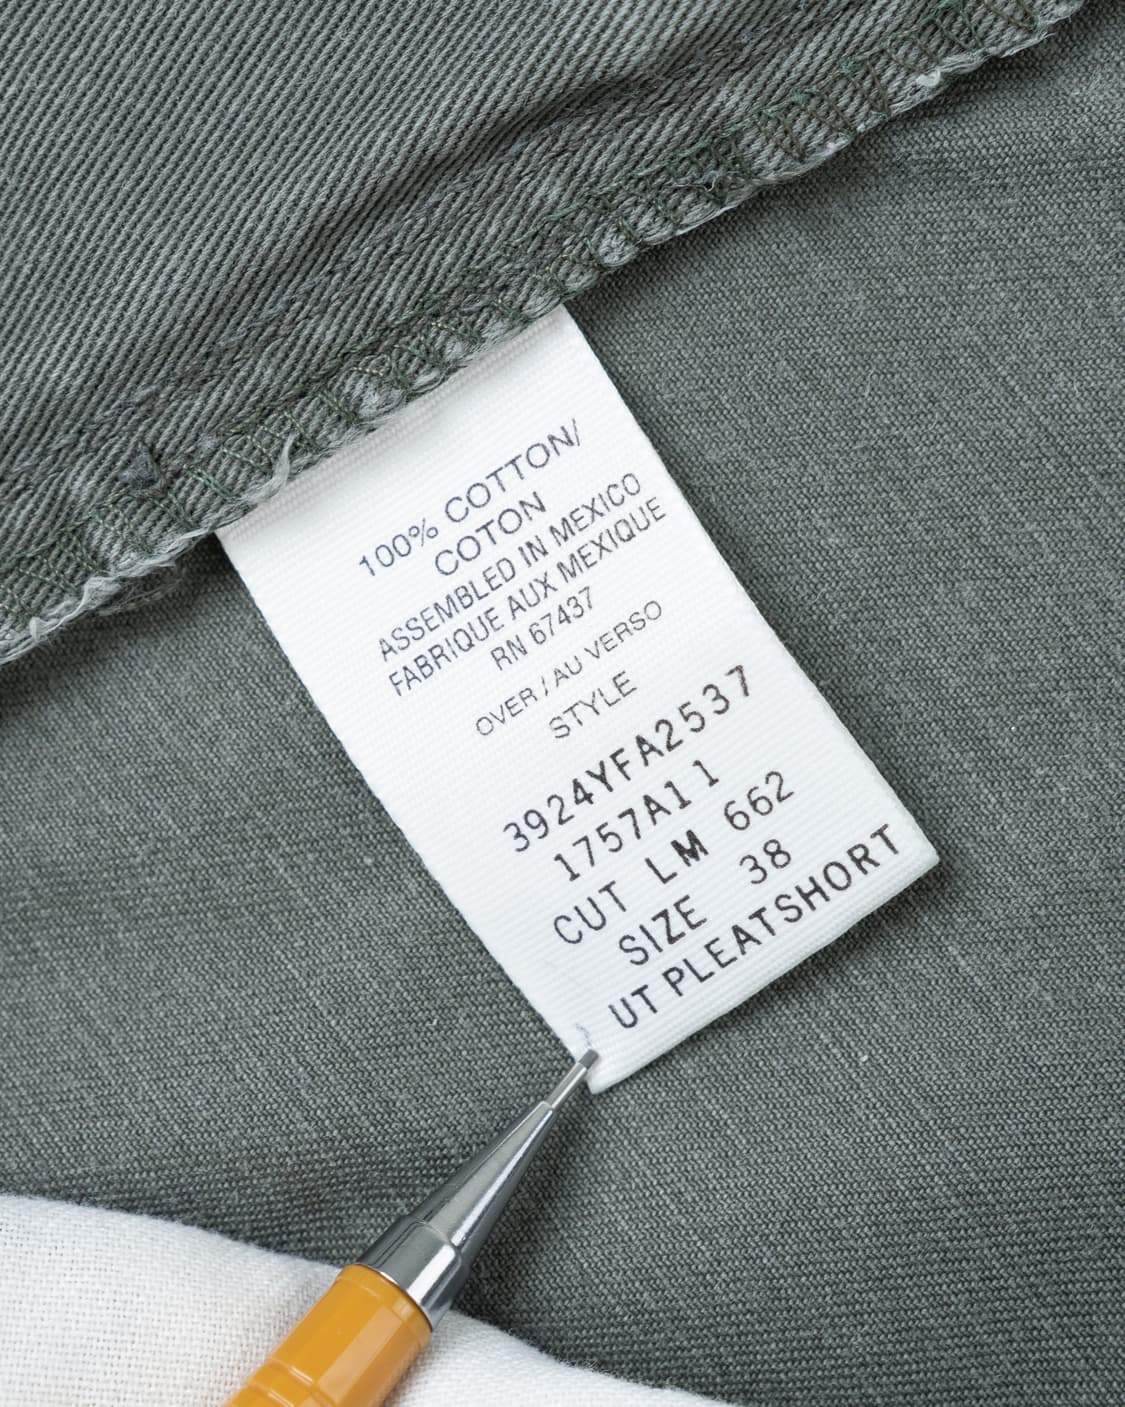 100% COTTON/
COTON
ASSEMBLED IN MEXICO
FABRIQUE AUX MEXIQUE
RN 67437
OVER / AU VERSO
STYLE
3924YFA2537
1757A11
CUT LM 662
SIZE 38
UT PLEATSHORT